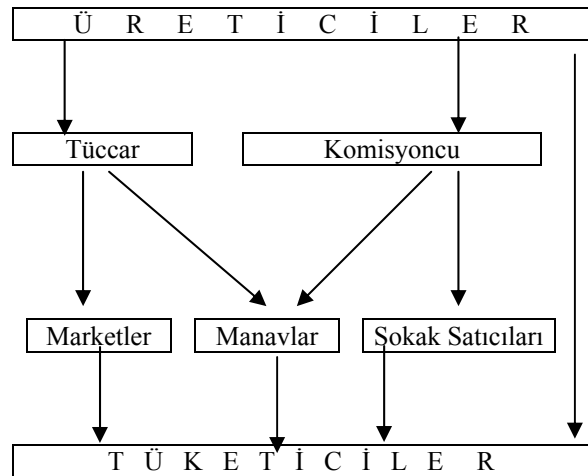 Ü R E T İ C İ L E R
Tüccar
Komisyoncu
Marketler
Manavlar
Sokak Satıcıları
T Ü K E T İ C İ L E R